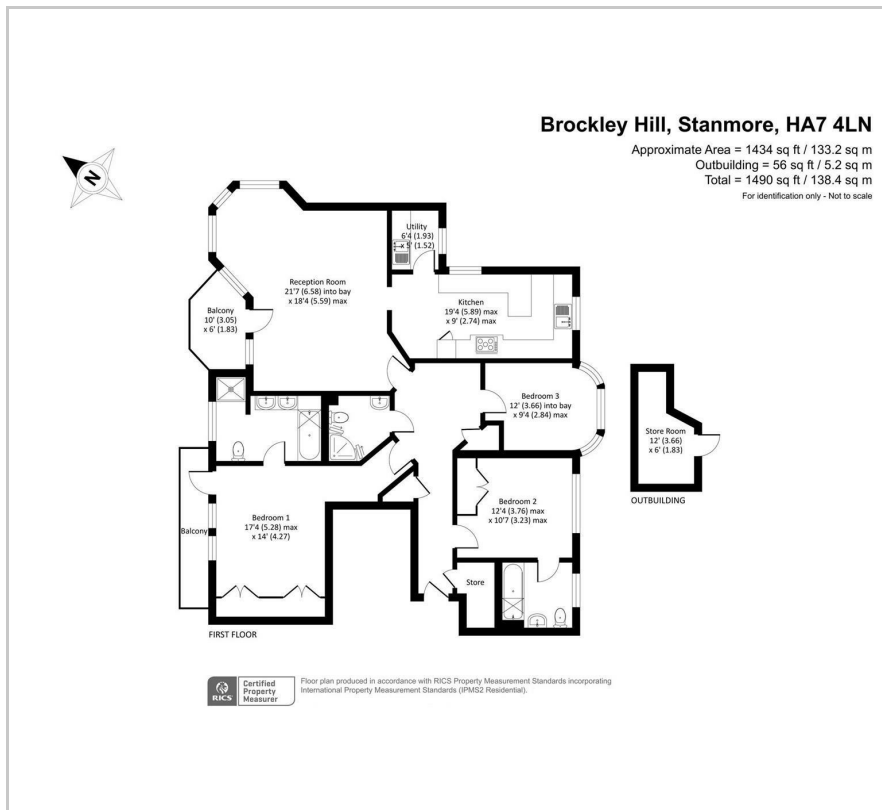 Brockley Hill, Stanmore, HA7 4LN
Approximate Area = 1434 sq ft / 133.2 sq m
Outbuilding = 56 sq ft / 5.2 sq m
Total = 1490 sq ft / 138.4 sq m
For identification only - Not to scale
N
Utility
6'4 (1.93)
x 5' (1.52)
Reception Room
21'7 (6.58) into bay
x 18'4 (5.59) max
Balcony
10' (3.05)
x 6' (1.83)
Kitchen
19'4 (5.89) max
x 9' (2.74) max
Bedroom 3
12' (3.66) into bay
x 9'4 (2.84) max
Store Room
12' (3.66)
x 6' (1.83)
OUTBUILDING
Bedroom 2
12'4 (3.76) max
x 10'7 (3.23) max
Bedroom 1
17'4 (5.28) max
x 14' (4.27)
Balcony
Store
FIRST FLOOR
RICS
Certified
Property
Measurer
Floor plan produced in accordance with RICS Property Measurement Standards incorporating
International Property Measurement Standards (IPMS2 Residential).